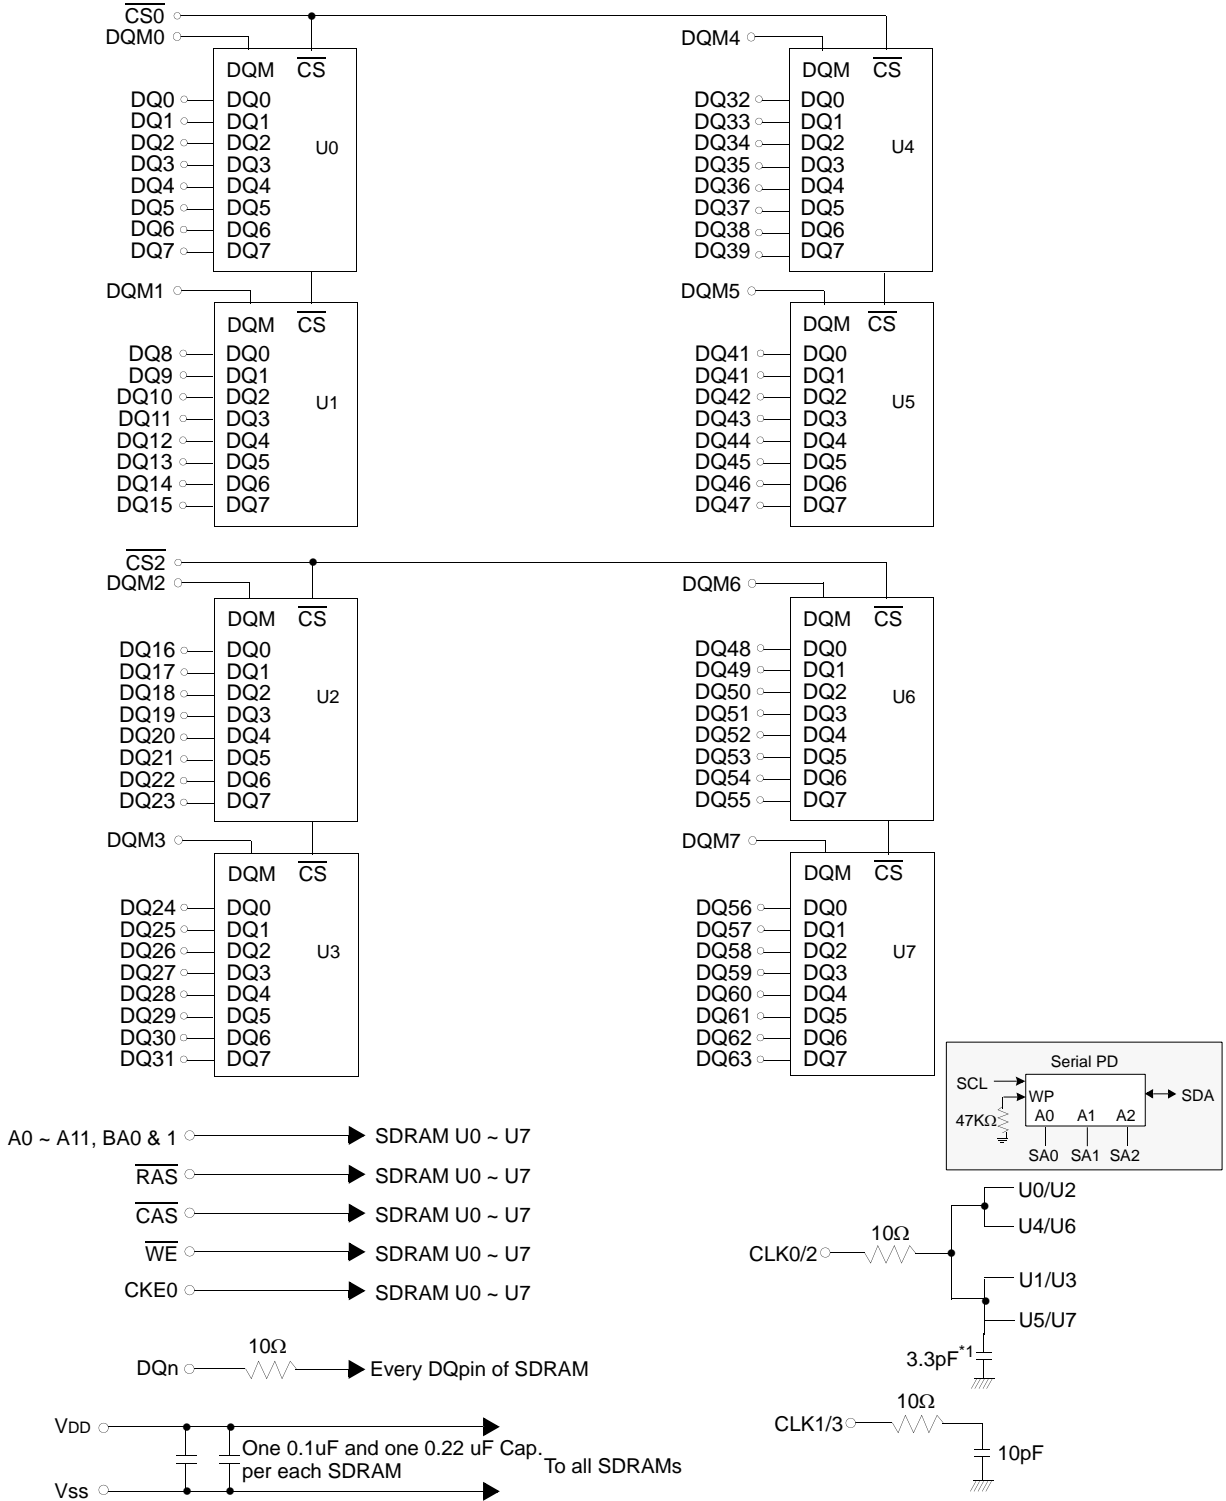 CS0
DQM0
DQM CS
DQ0 DQ0
DQ1 DQ1
DQ2 DQ2
DQ3 DQ3
DQ4 DQ4
DQ5 DQ5
DQ6 DQ6
DQ7 DQ7
U0
DQM4
DQM CS
DQ32 DQ0
DQ33 DQ1
DQ34 DQ2
DQ35 DQ3
DQ36 DQ4
DQ37 DQ5
DQ38 DQ6
DQ39 DQ7
U4
DQM1
DQM CS
DQ8 DQ0
DQ9 DQ1
DQ10 DQ2
DQ11 DQ3
DQ12 DQ4
DQ13 DQ5
DQ14 DQ6
DQ15 DQ7
U1
DQM5
DQM CS
DQ41 DQ0
DQ41 DQ1
DQ42 DQ2
DQ43 DQ3
DQ44 DQ4
DQ45 DQ5
DQ46 DQ6
DQ47 DQ7
U5
CS2
DQM2
DQM CS
DQ16 DQ0
DQ17 DQ1
DQ18 DQ2
DQ19 DQ3
DQ20 DQ4
DQ21 DQ5
DQ22 DQ6
DQ23 DQ7
U2
DQM6
DQM CS
DQ48 DQ0
DQ49 DQ1
DQ50 DQ2
DQ51 DQ3
DQ52 DQ4
DQ53 DQ5
DQ54 DQ6
DQ55 DQ7
U6
DQM3
DQM CS
DQ24 DQ0
DQ25 DQ1
DQ26 DQ2
DQ27 DQ3
DQ28 DQ4
DQ29 DQ5
DQ30 DQ6
DQ31 DQ7
U3
DQM7
DQM CS
DQ56 DQ0
DQ57 DQ1
DQ58 DQ2
DQ59 DQ3
DQ60 DQ4
DQ61 DQ5
DQ62 DQ6
DQ63 DQ7
U7
Serial PD
SCL
WP
SDA
47KΩ
A0 A1 A2
SA0 SA1 SA2
A0 ~ A11, BA0 & 1 SDRAM U0 ~ U7
RAS SDRAM U0 ~ U7
CAS SDRAM U0 ~ U7
WE SDRAM U0 ~ U7
CKE0 SDRAM U0 ~ U7
10Ω
DQn Every DQpin of SDRAM
VDD
One 0.1uF and one 0.22 uF Cap.
per each SDRAM
To all SDRAMs
Vss
U0/U2
U4/U6
10Ω
CLK0/2
U1/U3
U5/U7
3.3pF*1
10Ω
CLK1/3
10pF